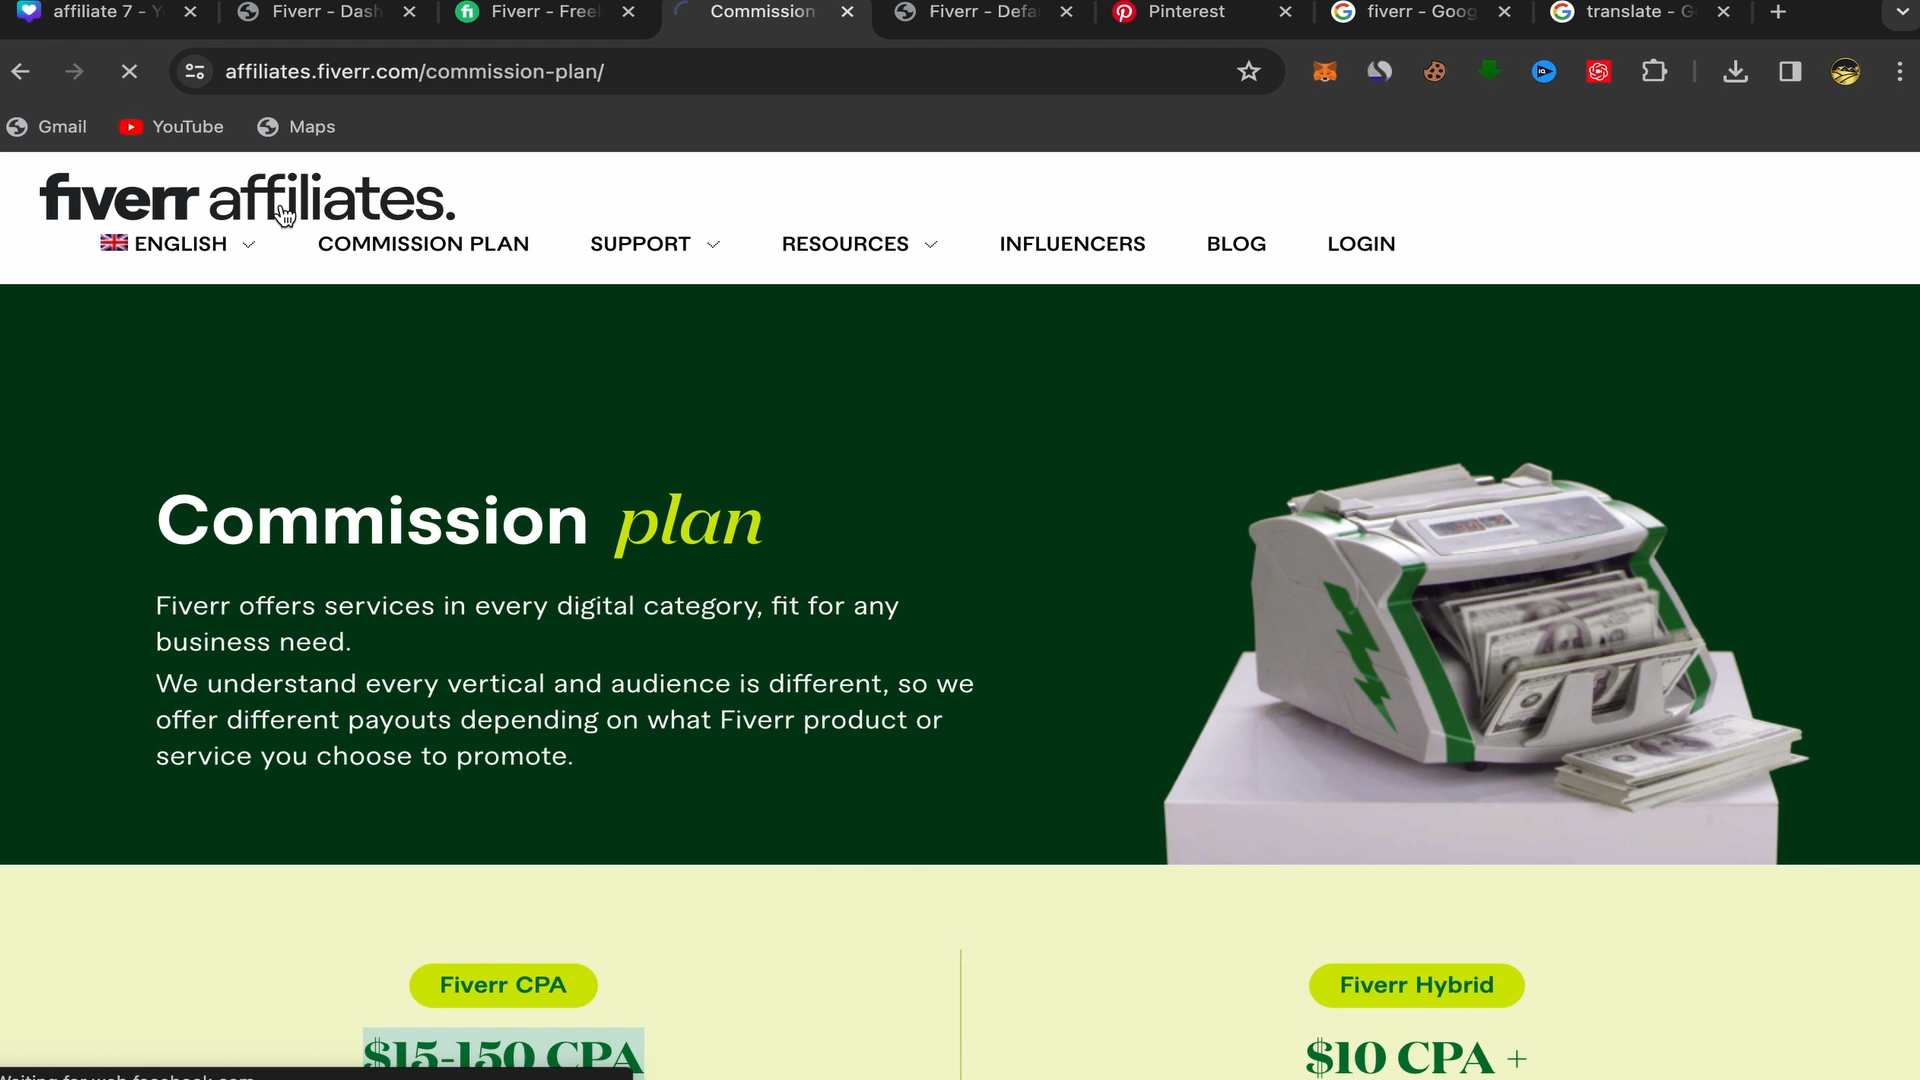 affiliate 7 - Y
Fiverr - Dash
Fiverr - Freel
Commission
Fiverr - Defa
Pinterest
fiverr - Goog
translate - G
affiliates.fiverr.com/commission-plan/
Gmail
YouTube
Maps
fiverr affiliates.
ENGLISH
COMMISSION PLAN
SUPPORT
RESOURCES
INFLUENCERS
BLOG
LOGIN
Commission plan
Fiverr offers services in every digital category, fit for any
business need.
We understand every vertical and audience is different, so we
offer different payouts depending on what Fiverr product or
service you choose to promote.
Fiverr CPA
Fiverr Hybrid
$15-150 CPA
$10 CPA +